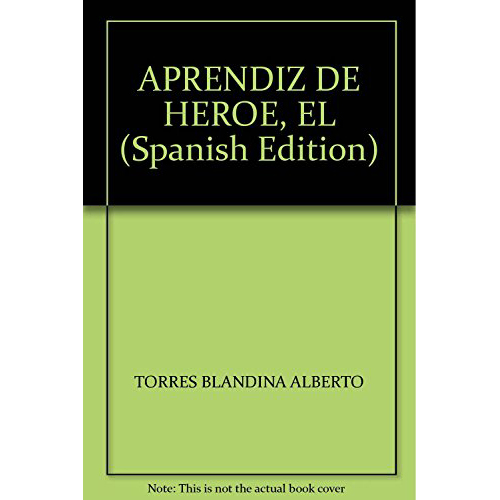 APRENDIZ DE
HEROE, EL
(Spanish Edition)
TORRES BLANDINA ALBERTO
Note: This is not the actual book cover